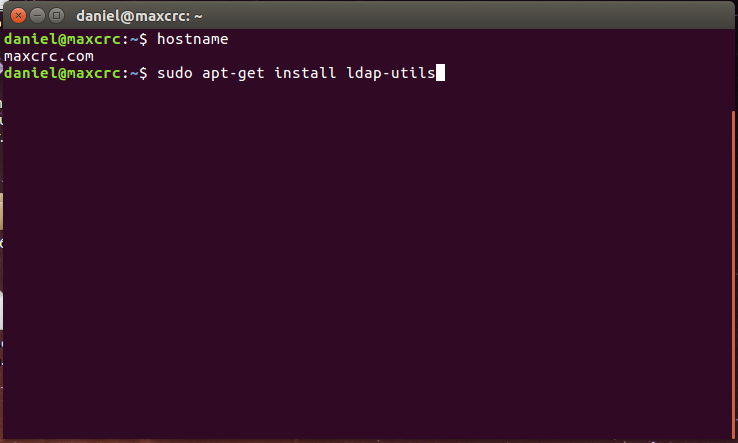 daniel@maxcrc: ~
daniel@maxcrc:~$ hostname
maxcrc.com
daniel@maxcrc:~$ sudo apt-get install ldap-utils